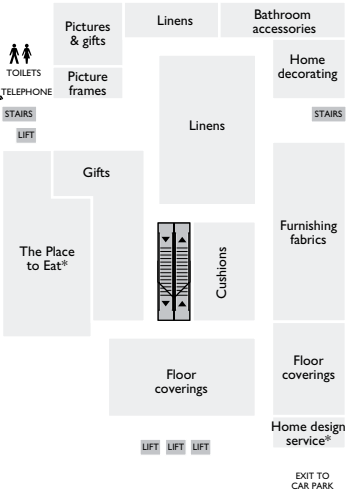 Pictures
& gifts
Linens
Bathroom
accessories
TOILETS
TELEPHONE
Picture
frames
Home
decorating
STAIRS
STAIRS
LIFT
Linens
Gifts
The Place
to Eat*
Cushions
Furnishing
fabrics
Floor
coverings
Floor
coverings
Home design
service*
LIFT LIFT LIFT
EXIT TO
CAR PARK